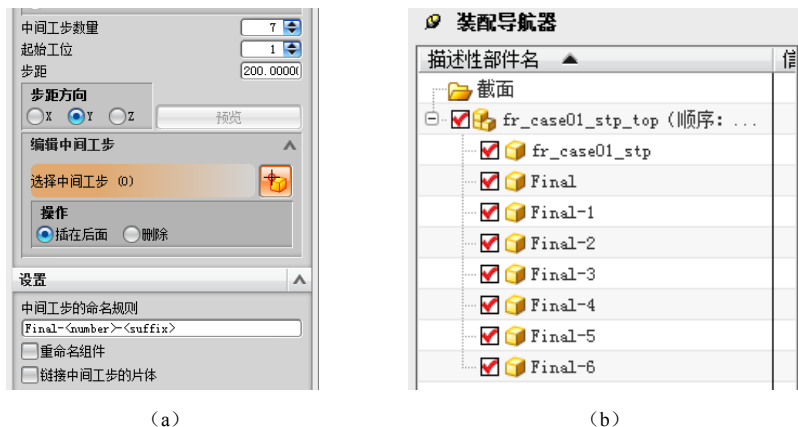 中间工步数量 7
起始工位 1
步距 200.0000
步距方向
X Y Z 预览
编辑中间工步
选择中间工步 (0)
操作
插在后面 删除
设置
中间工步的命名规则
Final-<number>-<suffix>
重命名组件
链接中间工步的片体
（a）
装配导航器
描述性部件名 信
截面
fr_case01_stp_top (顺序: ...
fr_case01_stp
Final
Final-1
Final-2
Final-3
Final-4
Final-5
Final-6
（b）